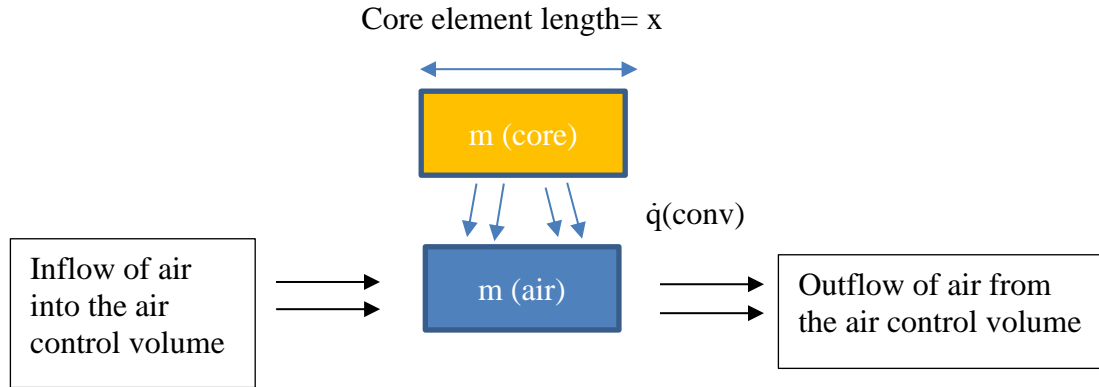 Core element length= x
m (core)
q̇(conv)
Inflow of air
into the air
control volume
m (air)
Outflow of air from
the air control volume